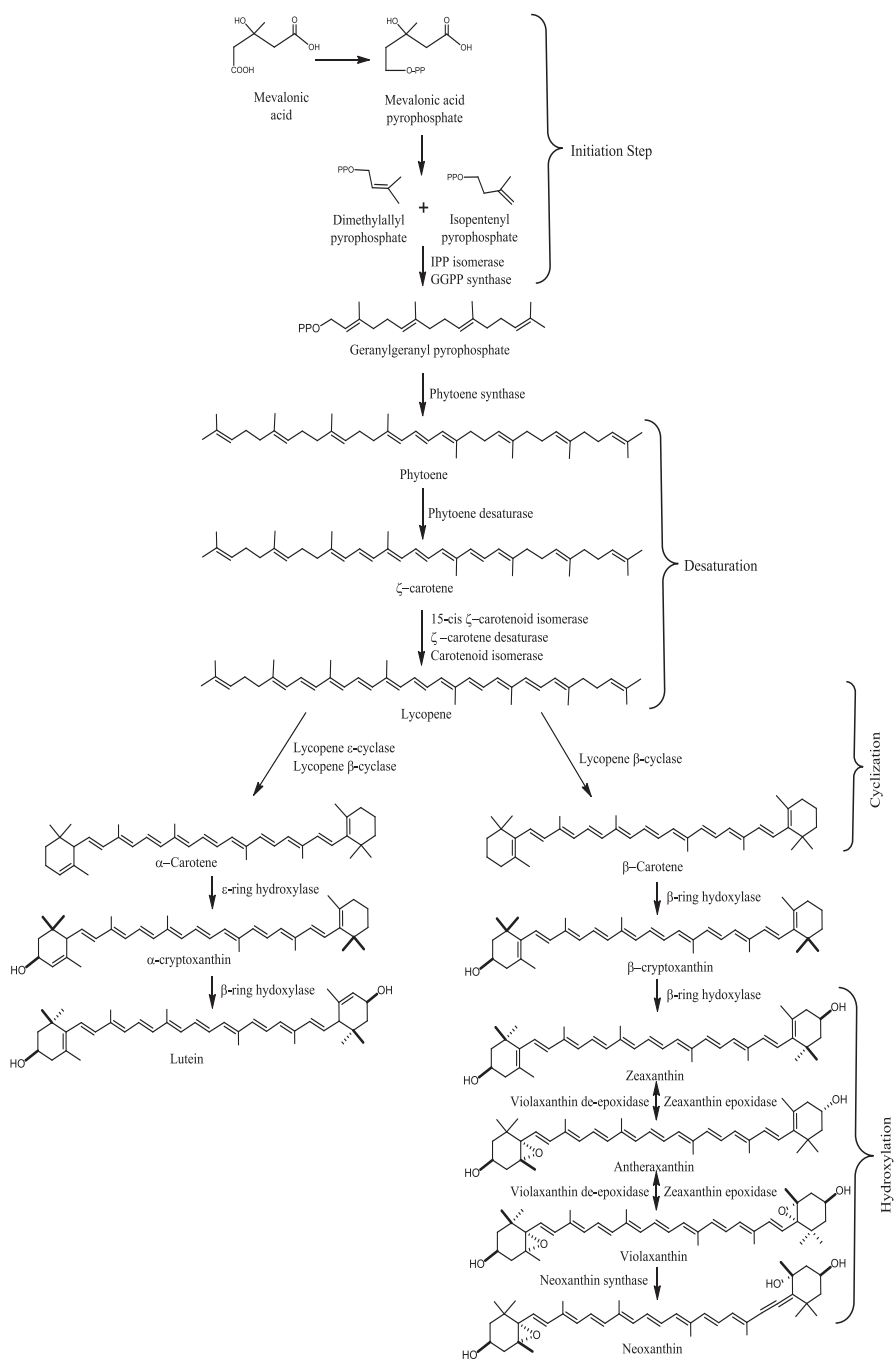 HO
O
OH
COOH
Mevalonic
acid
HO
O
OH
O-PP
Mevalonic acid
pyrophosphate
Initiation Step
PPO
Dimethylallyl
pyrophosphate
+
PPO
Isopentenyl
pyrophosphate
IPP isomerase
GGPP synthase
PPO
Geranylgeranyl pyrophosphate
Phytoene synthase
Phytoene
Phytoene desaturase
ζ–carotene
Desaturation
15-cis ζ–carotenoid isomerase
ζ –carotene desaturase
Carotenoid isomerase
Lycopene
Lycopene ε-cyclase
Lycopene β-cyclase
Lycopene β-cyclase
Cyclization
α–Carotene
β–Carotene
ε-ring hydroxylase
β-ring hydoxylase
HO
α-cryptoxanthin
HO
β–cryptoxanthin
β-ring hydoxylase
β-ring hydoxylase
OH
HO
Lutein
OH
HO
Zeaxanthin
Violaxanthin de-epoxidase
Zeaxanthin epoxidase
OH
O
HO
Antheraxanthin
Hydroxylation
Violaxanthin de-epoxidase
Zeaxanthin epoxidase
OH
O
O
HO
Violaxanthin
Neoxanthin synthase
HO
OH
O
HO
Neoxanthin